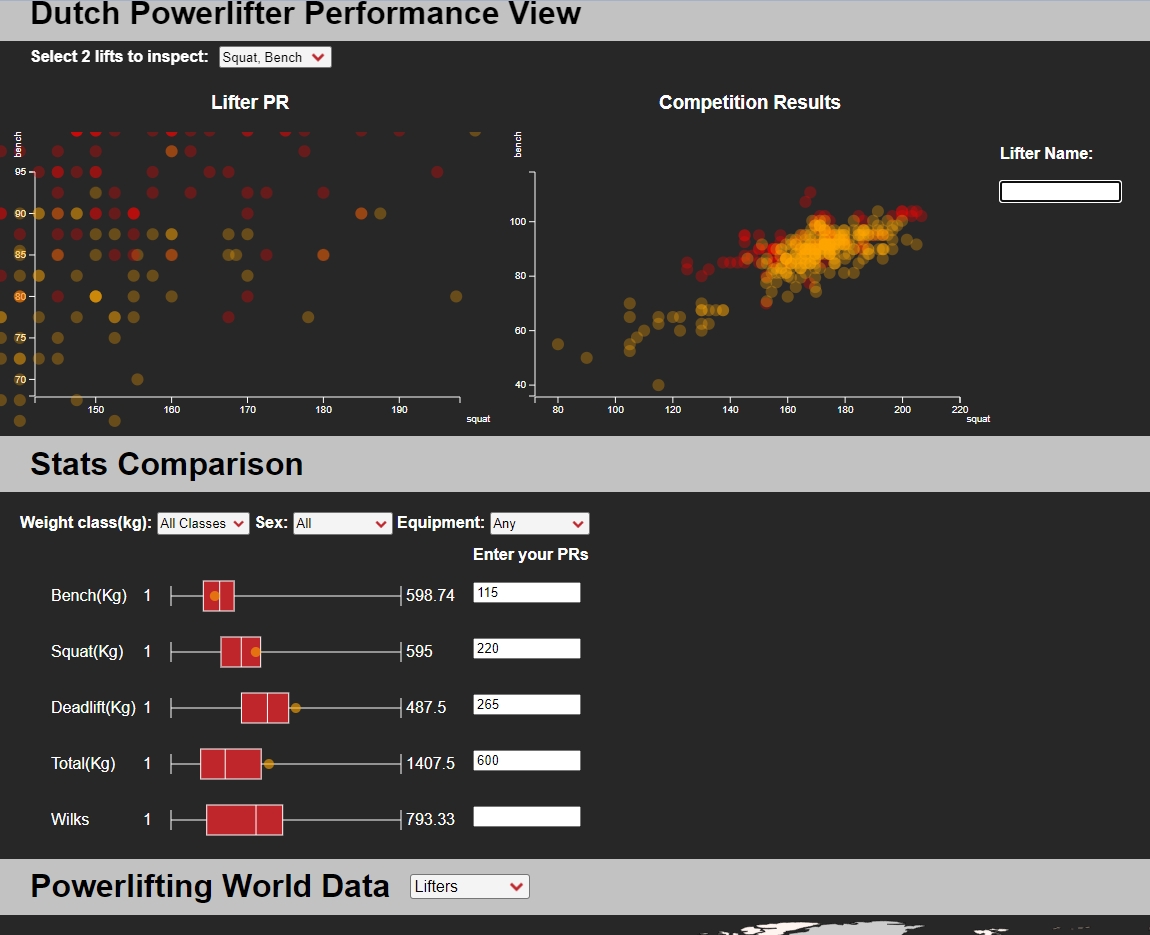 Dutch Powerlifter Performance View
Select 2 lifts to inspect: Squat, Bench
Lifter PR
Competition Results
bench
95
90
85
80
75
70
150 160 170 180 190
squat
bench
100
80
60
40
80 100 120 140 160 180 200 220
squat
Lifter Name:
Stats Comparison
Weight class(kg): All Classes Sex: All Equipment: Any
Enter your PRs
Bench(Kg) 1 598.74 115
Squat(Kg) 1 595 220
Deadlift(Kg) 1 487.5 265
Total(Kg) 1 1407.5 600
Wilks 1 793.33
Powerlifting World Data Lifters